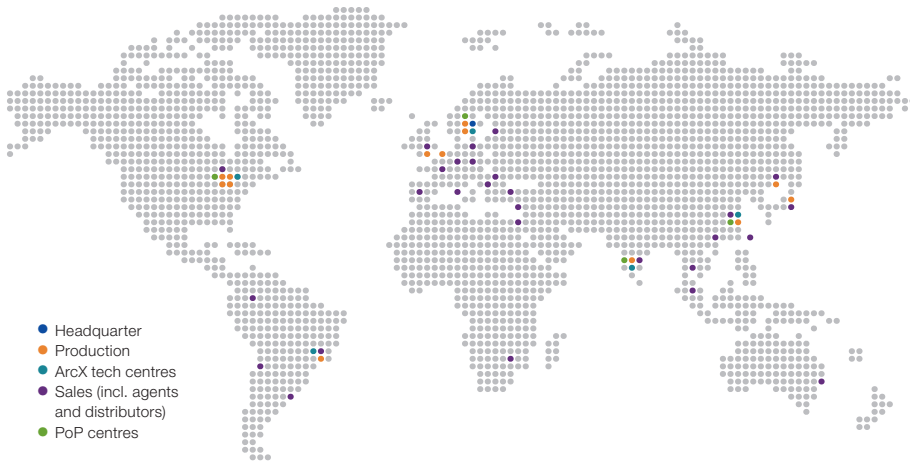 Headquarter
Production
ArcX tech centres
Sales (incl. agents
and distributors)
PoP centres